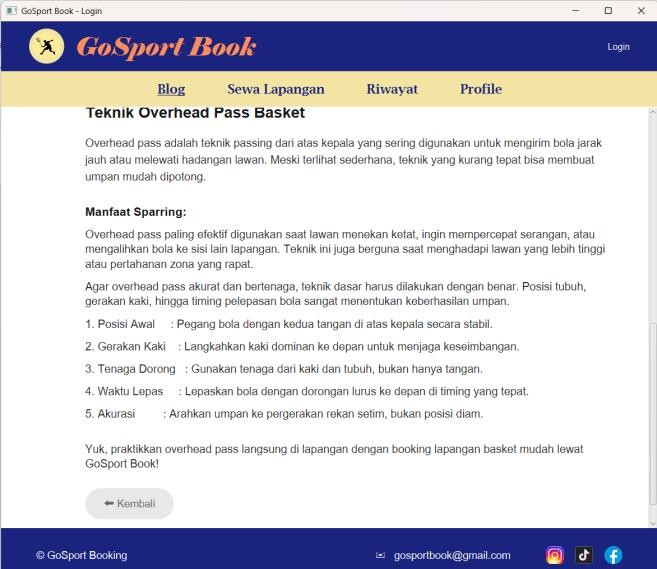 GoSport Book - Login
GoSport Book
Login
Blog Sewa Lapangan Riwayat Profile
Teknik Overhead Pass Basket
Overhead pass adalah teknik passing dari atas kepala yang sering digunakan untuk mengirim bola jarak
jauh atau melewati hadangan lawan. Meski terlihat sederhana, teknik yang kurang tepat bisa membuat
umpan mudah dipotong.
Manfaat Sparring:
Overhead pass paling efektif digunakan saat lawan menekan ketat, ingin mempercepat serangan, atau
mengalihkan bola ke sisi lain lapangan. Teknik ini juga berguna saat menghadapi lawan yang lebih tinggi
atau pertahanan zona yang rapat.
Agar overhead pass akurat dan bertenaga, teknik dasar harus dilakukan dengan benar. Posisi tubuh,
gerakan kaki, hingga timing pelepasan bola sangat menentukan keberhasilan umpan.
1. Posisi Awal : Pegang bola dengan kedua tangan di atas kepala secara stabil.
2. Gerakan Kaki : Langkahkan kaki dominan ke depan untuk menjaga keseimbangan.
3. Tenaga Dorong : Gunakan tenaga dari kaki dan tubuh, bukan hanya tangan.
4. Waktu Lepas : Lepaskan bola dengan dorongan lurus ke depan di timing yang tepat.
5. Akurasi : Arahkan umpan ke pergerakan rekan setim, bukan posisi diam.
Yuk, praktikkan overhead pass langsung di lapangan dengan booking lapangan basket mudah lewat
GoSport Book!
⬅ Kembali
© GoSport Booking
gosportbook@gmail.com